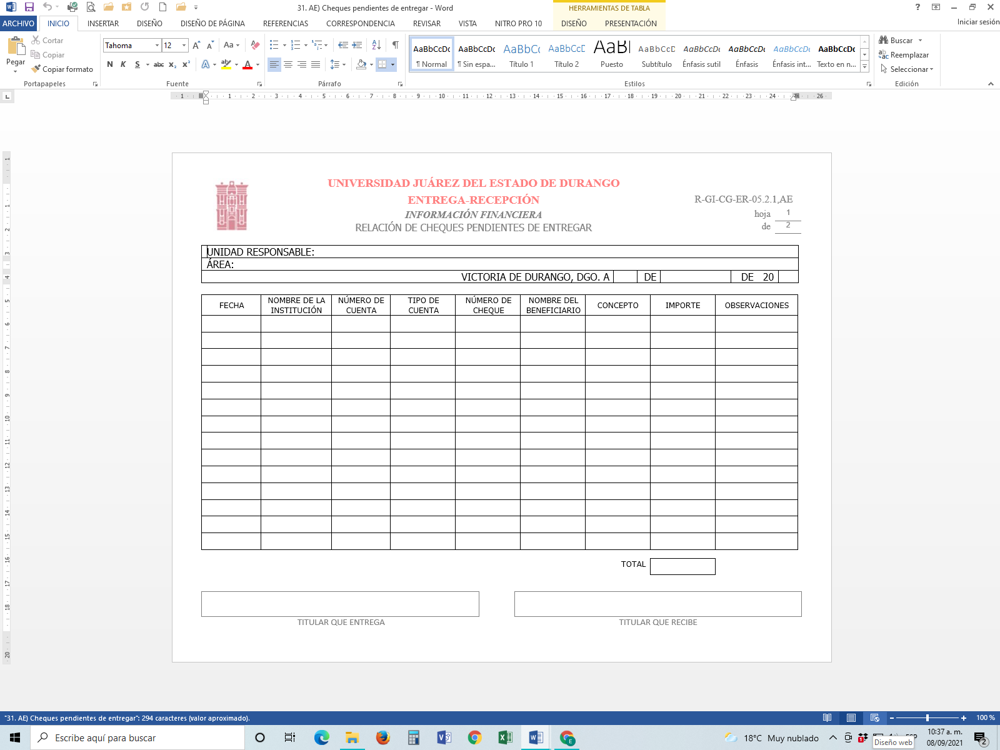 31. AE) Cheques pendientes de entregar - Word
HERRAMIENTAS DE TABLA
ARCHIVO INICIO INSERTAR DISEÑO DISEÑO DE PÁGINA REFERENCIAS CORRESPONDENCIA REVISAR VISTA NITRO PRO 10 DISEÑO PRESENTACIÓN Iniciar sesión
Pegar
Cortar
Copiar
Copiar formato
Portapapeles
Tahoma 12
N K S abc x₂ x²
Fuente
Párrafo
AaBbCcDc AaBbCcDc AaBbC AaBbCcC AaB AaBbCcD AaBbCcDc AaBbCcDc AaBbCcDc AaBbCcDc
¶ Normal ¶ Sin espa... Título 1 Título 2 Puesto Subtítulo Énfasis sutil Énfasis Énfasis int... Texto en n...
Estilos
Buscar
Reemplazar
Seleccionar
Edición
1 1 2 3 4 5 6 7 8 9 10 11 12 13 14 15 16 17 18 19 20 21 22 23 24 26
UNIVERSIDAD JUÁREZ DEL ESTADO DE DURANGO
ENTREGA-RECEPCIÓN
INFORMACIÓN FINANCIERA
RELACIÓN DE CHEQUES PENDIENTES DE ENTREGAR
R-GI-CG-ER-05.2.1,AE
hoja 1
de 2
UNIDAD RESPONSABLE:
ÁREA:
VICTORIA DE DURANGO, DGO. A DE DE 20
FECHA NOMBRE DE LA INSTITUCIÓN NÚMERO DE CUENTA TIPO DE CUENTA NÚMERO DE CHEQUE NOMBRE DEL BENEFICIARIO CONCEPTO IMPORTE OBSERVACIONES
TOTAL
TITULAR QUE ENTREGA TITULAR QUE RECIBE
"31. AE) Cheques pendientes de entregar": 294 caracteres (valor aproximado).
100 %
Escribe aquí para buscar
18°C Muy nublado
10:37 a. m.
08/09/2021
2
Diseño web